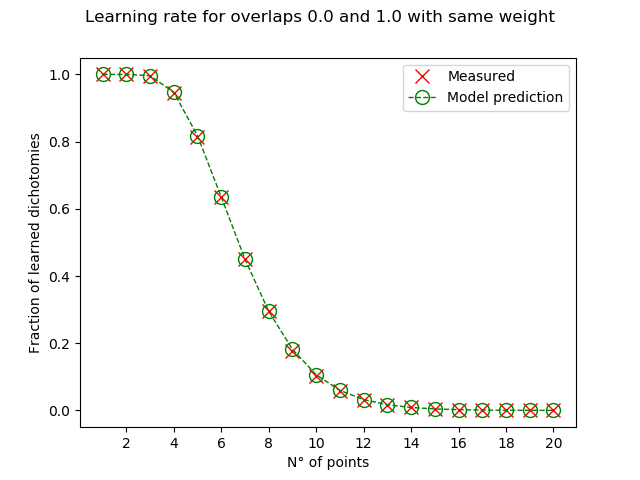 Learning rate for overlaps 0.0 and 1.0 with same weight
Measured
Model prediction
1.0
0.8
0.6
0.4
0.2
0.0
Fraction of learned dichotomies
2 4 6 8 10 12 14 16 18 20
N° of points